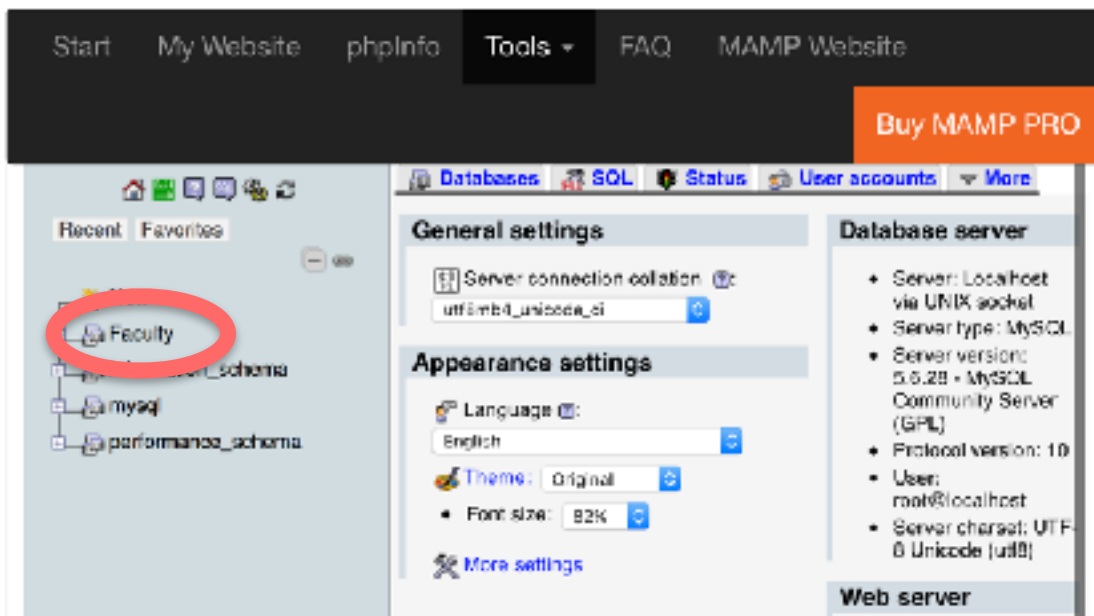 Start My Website phpInfo Tools FAQ MAMP Website
Buy MAMP PRO
Databases SQL Status User accounts More
Recent Favorites
Faculty
_schema
mysql
performance_schema
General settings
Server connection collation :
utf8mb4_unicode_ci
Appearance settings
Language :
English
Theme: Original
Font size: 82%
More settings
Database server
Server: Localhost
via UNIX socket
Server type: MySQL
Server version:
5.6.28 - MySQL
Community Server
(GPL)
Protocol version: 10
User:
root@localhost
Server charset: UTF-
8 Unicode (utf8)
Web server